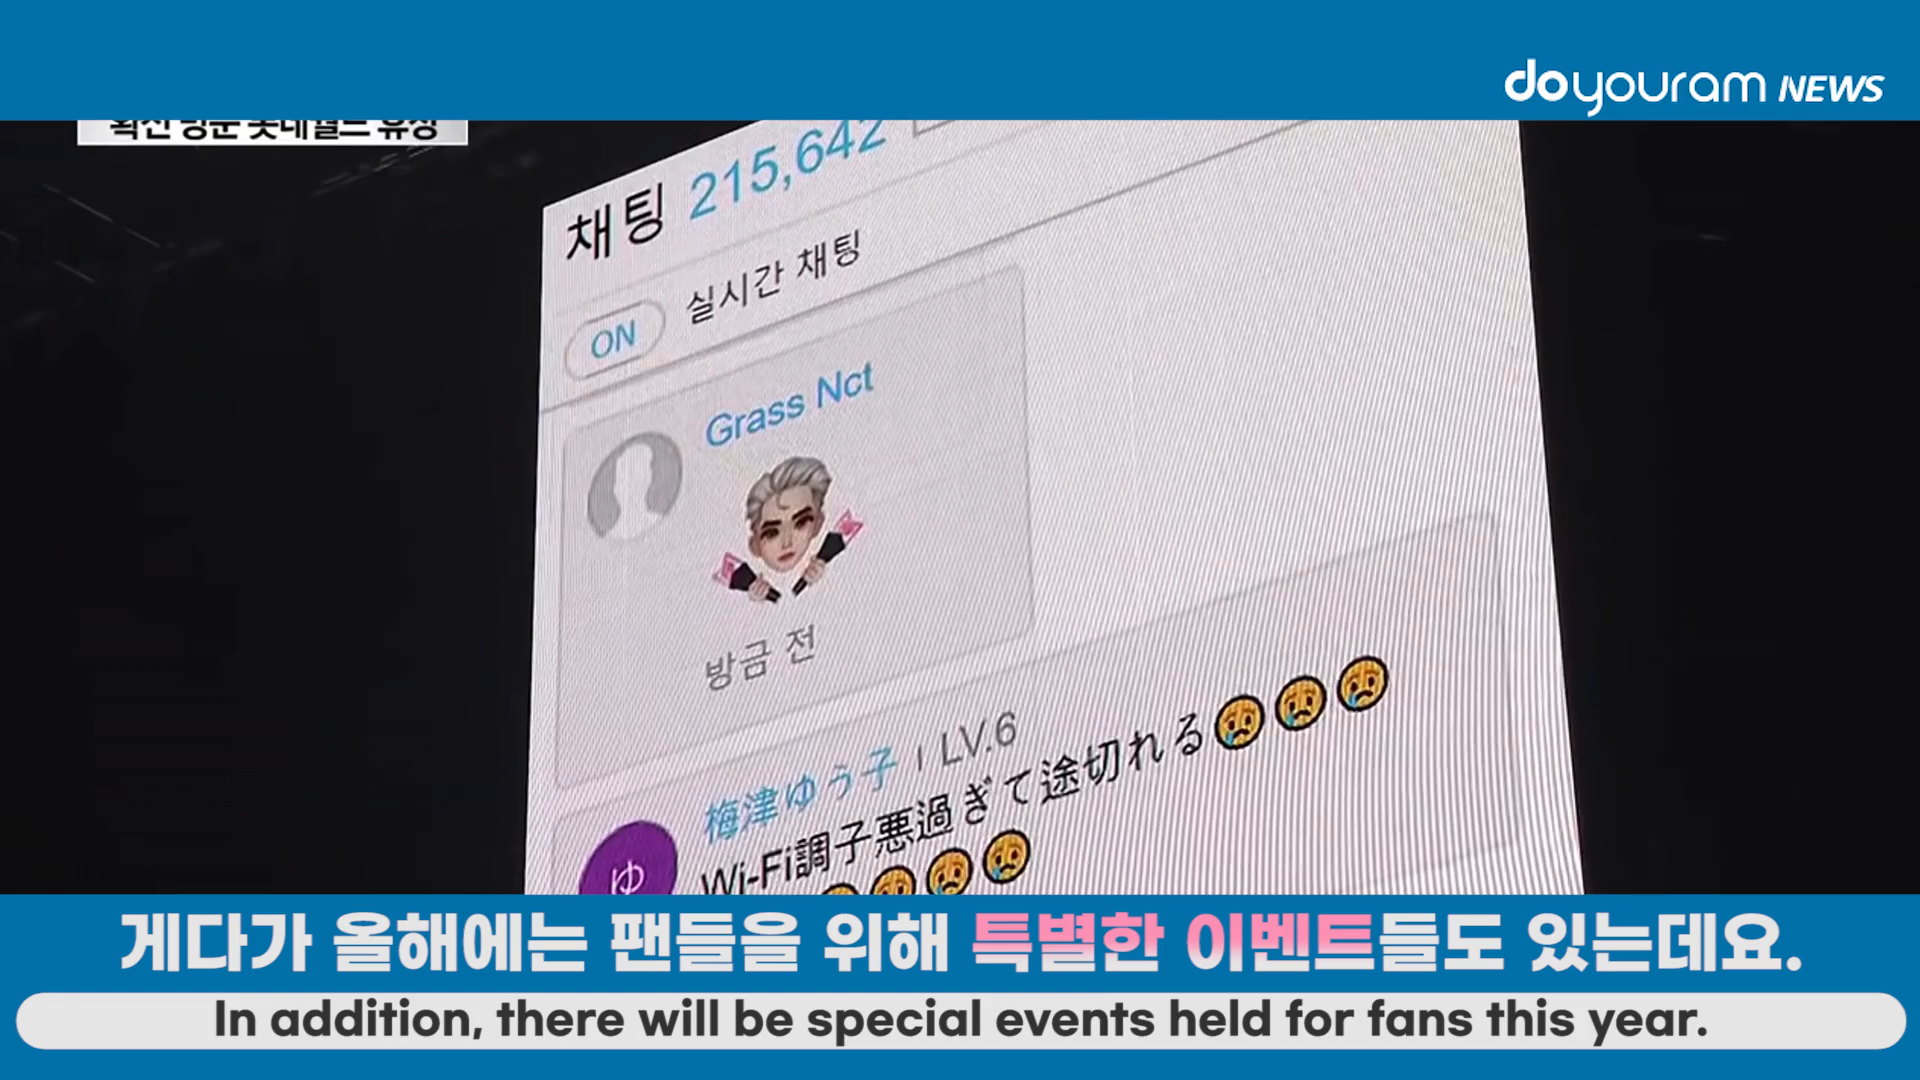 doyouram NEWS
채팅 215,642
ON 실시간 채팅
Grass Nct
방금 전
梅津ゆう子 | LV.6
ゆ
Wi-Fi調子悪過ぎて途切れる😢😢😢
😢😢😢😢
게다가 올해에는 팬들을 위해 특별한 이벤트들도 있는데요.
In addition, there will be special events held for fans this year.